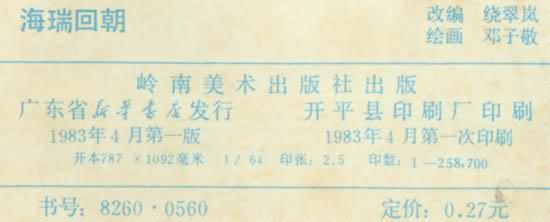 海瑞回朝
改编 绕翠岚
绘画 邓子敬
岭南美术出版社出版
广东省新华书店发行 开平县印刷厂印刷
1983年4月第一版 1983年4月第一次印刷
开本787×1092毫米 1/64 印张：2.5 印数：1—258,700
书号：8260·0560 定价：0.27元